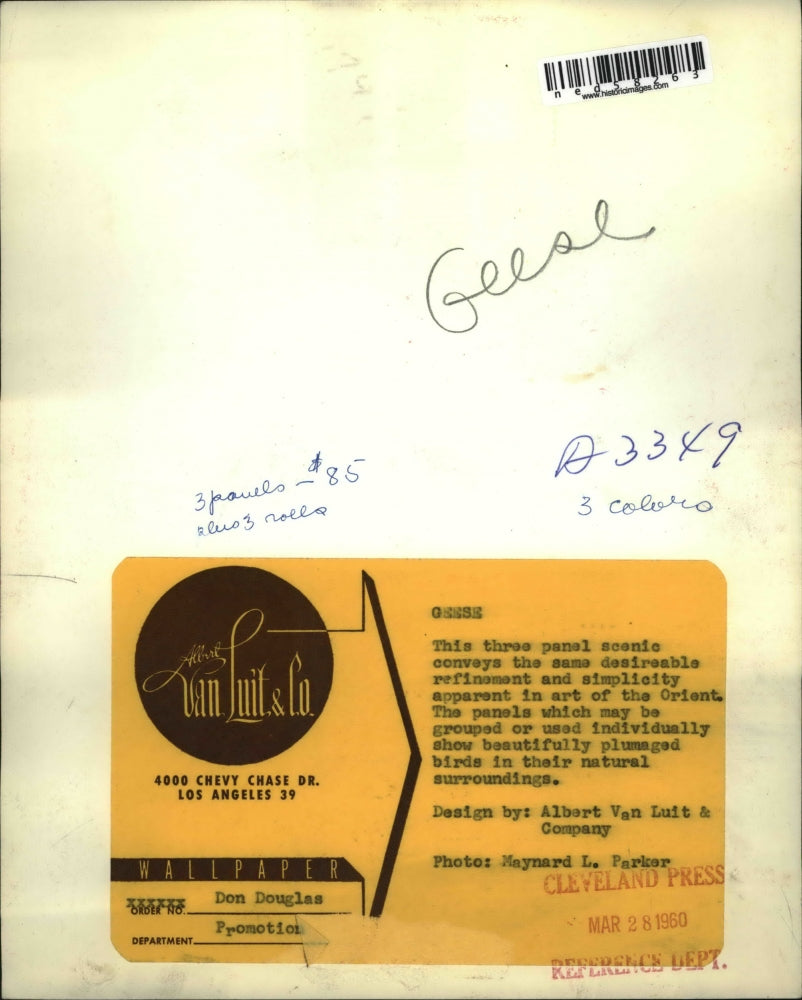 ned58263
www.historicimages.com
Geese
A3349
3 colors
3 panels - $85
plus 3 rolls
Albert
Van Luit & Co.
4000 CHEVY CHASE DR.
LOS ANGELES 39
WALLPAPER
XXXXXX
ORDER NO. Don Douglas
DEPARTMENT Promotion
GEESE
This three panel scenic
conveys the same desireable
refinement and simplicity
apparent in art of the Orient.
The panels which may be
grouped or used individually
show beautifully plumaged
birds in their natural
surroundings.
Design by: Albert Van Luit &
Company
Photo: Maynard L. Parker
CLEVELAND PRESS
MAR 28 1960
REFERENCE DEPT.